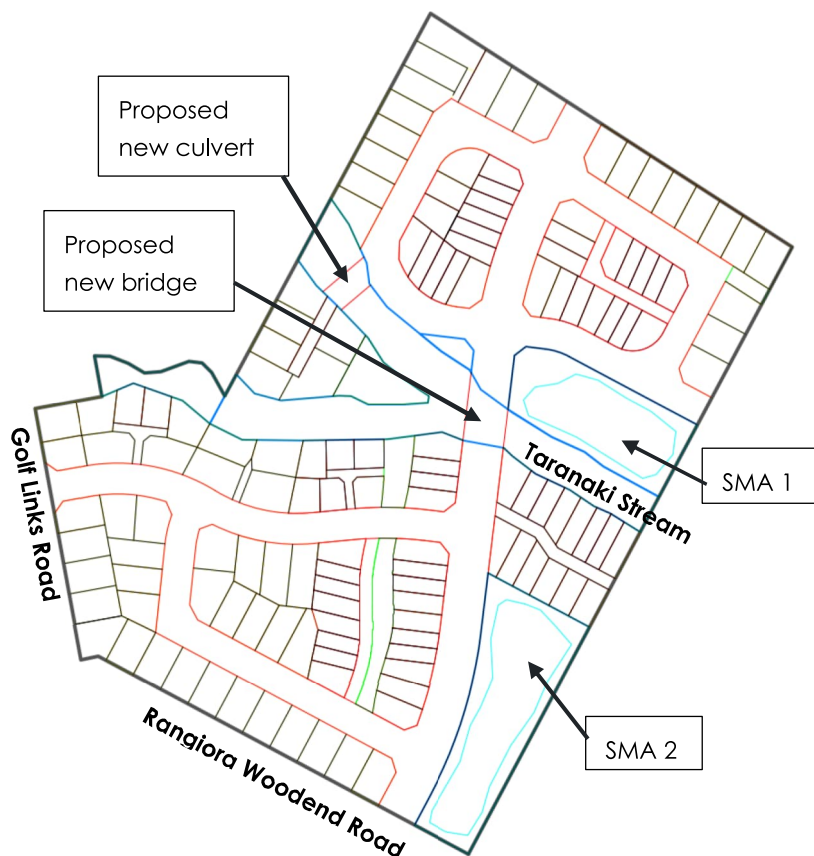 Proposed
new culvert
Proposed
new bridge
Golf Links Road
Taranaki Stream
SMA 1
SMA 2
Rangiora Woodend Road